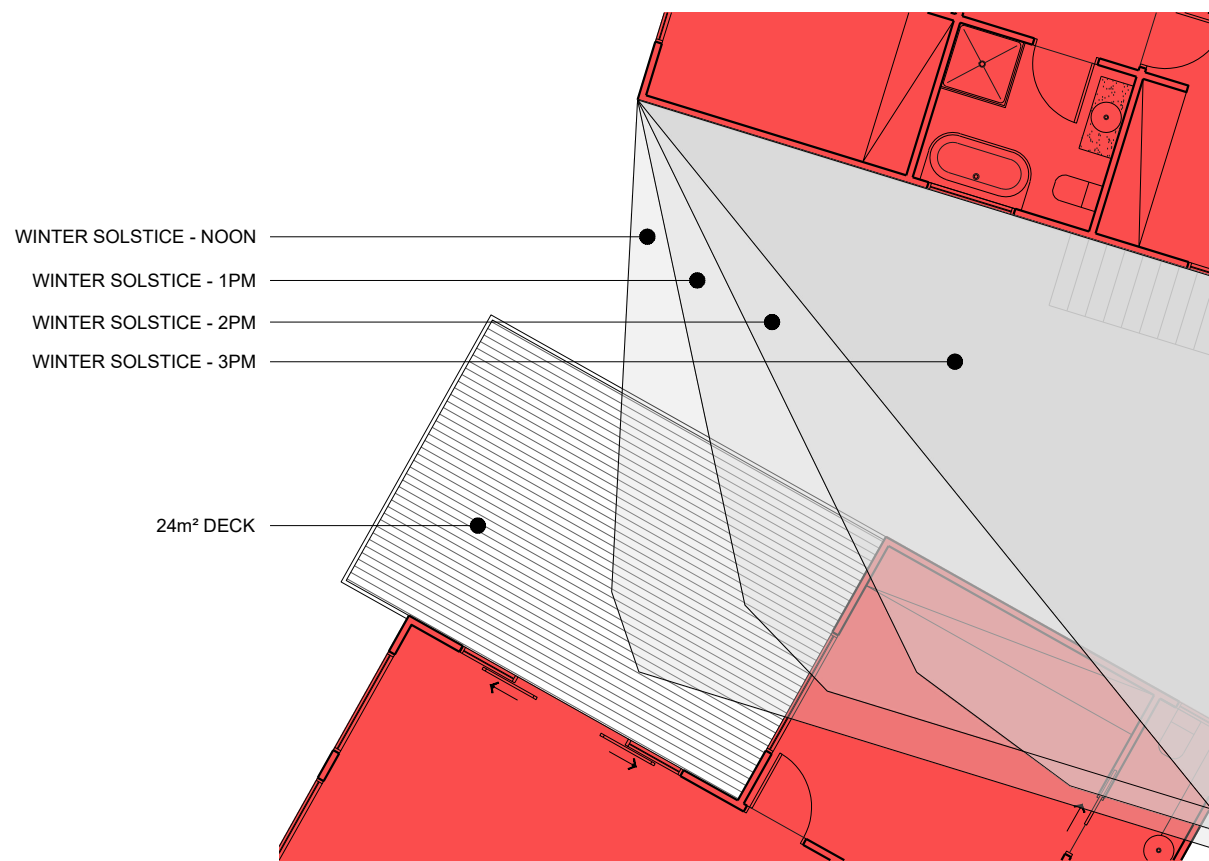 WINTER SOLSTICE - NOON
WINTER SOLSTICE - 1PM
WINTER SOLSTICE - 2PM
WINTER SOLSTICE - 3PM
24m² DECK